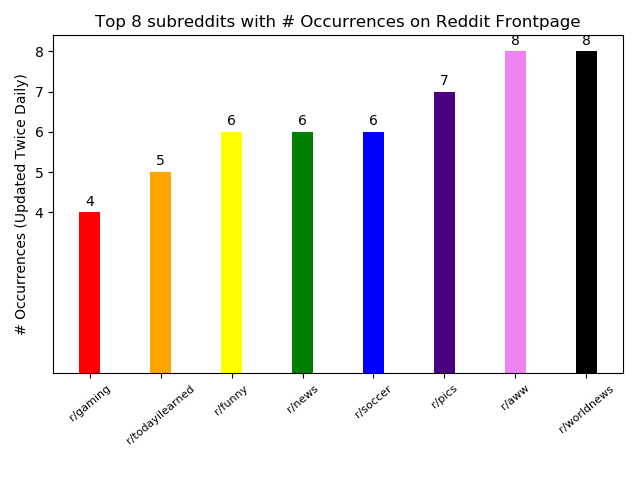 Top 8 subreddits with # Occurrences on Reddit Frontpage
# Occurrences (Updated Twice Daily)
8
7
6
5
4
4
5
6
6
6
7
8
8
r/gaming
r/todayilearned
r/funny
r/news
r/soccer
r/pics
r/aww
r/worldnews